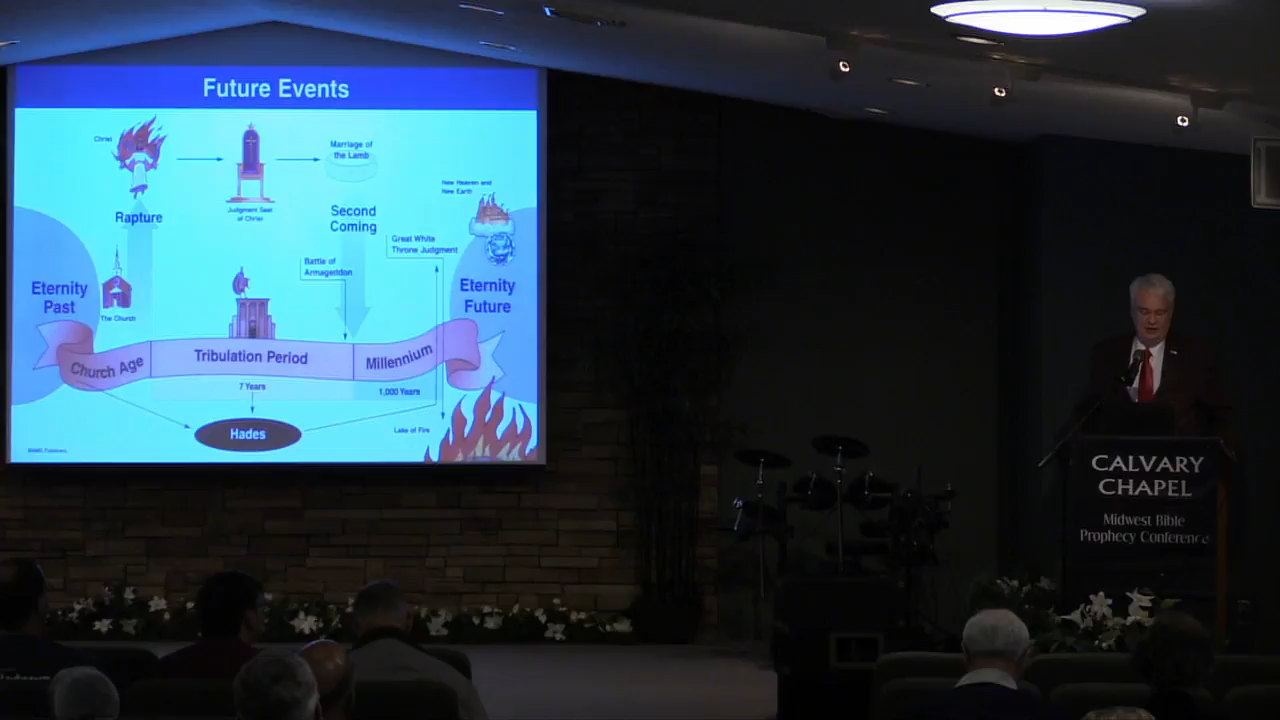 Future Events
Christ
Marriage of
the Lamb
Judgment Seat
of Christ
New Heaven and
New Earth
Rapture
Second
Coming
Great White
Throne Judgment
Battle of
Armageddon
Eternity
Past
Eternity
Future
The Church
Church Age
Tribulation Period
Millennium
7 Years
1,000 Years
Hades
Lake of Fire
CALVARY
CHAPEL
Midwest Bible
Prophecy Conference